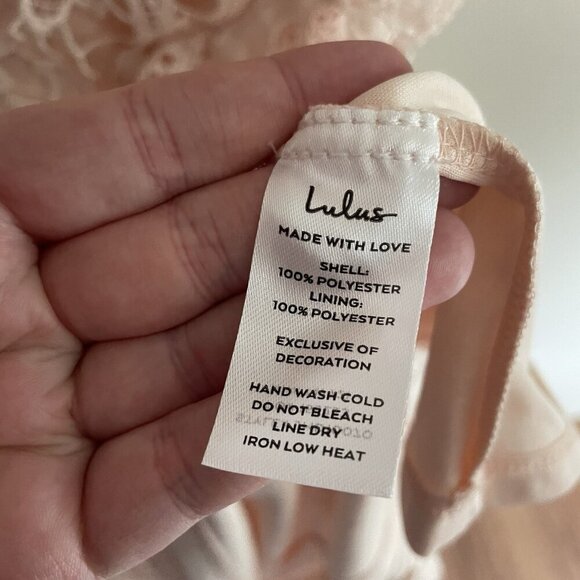 Lulus
MADE WITH LOVE
SHELL:
100% POLYESTER
LINING:
100% POLYESTER
EXCLUSIVE OF
DECORATION
HAND WASH COLD
DO NOT BLEACH
LINE DRY
IRON LOW HEAT